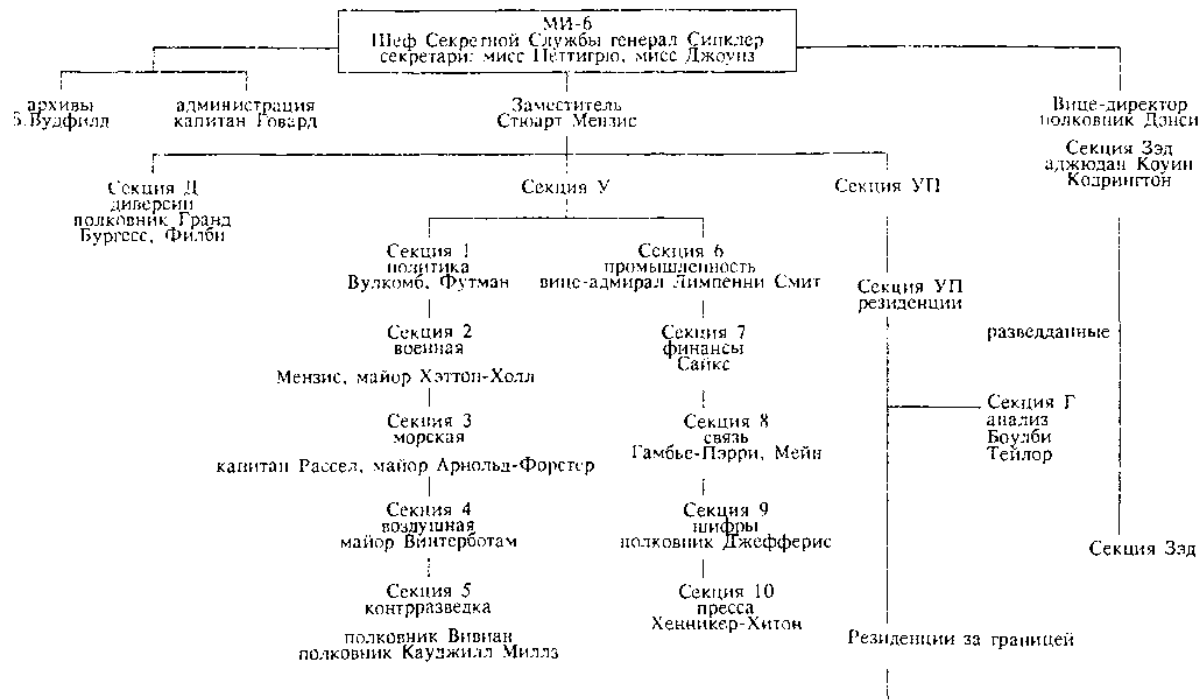 МИ-6
Шеф Секретной Службы генерал Синклер
секретари: мисс Петтигрю, мисс Джоунз
архивы
Б.Вудфилд
администрация
капитан Говард
Заместитель
Стюарт Мензис
Вице-директор
полковник Дэнси
Секция Зэд
аджюдан Коуин
Кодрингтон
Секция Д
диверсии
полковник Гранд
Бургесс, Филби
Секция У
Секция УП
Секция 1
политика
Вулкомб, Футман
Секция 2
военная
Мензис, майор Хэттон-Холл
Секция 3
морская
капитан Рассел, майор Арнольд-Форстер
Секция 4
воздушная
майор Винтерботам
Секция 5
контрразведка
полковник Вивиан
полковник Кауджилл Миллз
Секция 6
промышленность
вице-адмирал Лимпенни Смит
Секция 7
финансы
Сайкс
Секция 8
связь
Гамбье-Пэрри, Мейн
Секция 9
шифры
полковник Джефферис
Секция 10
пресса
Хенникер-Хитон
Секция УП
резиденции
разведданные
Секция Г
анализ
Боулби
Тейлор
Секция Зэд
Резиденции за границей